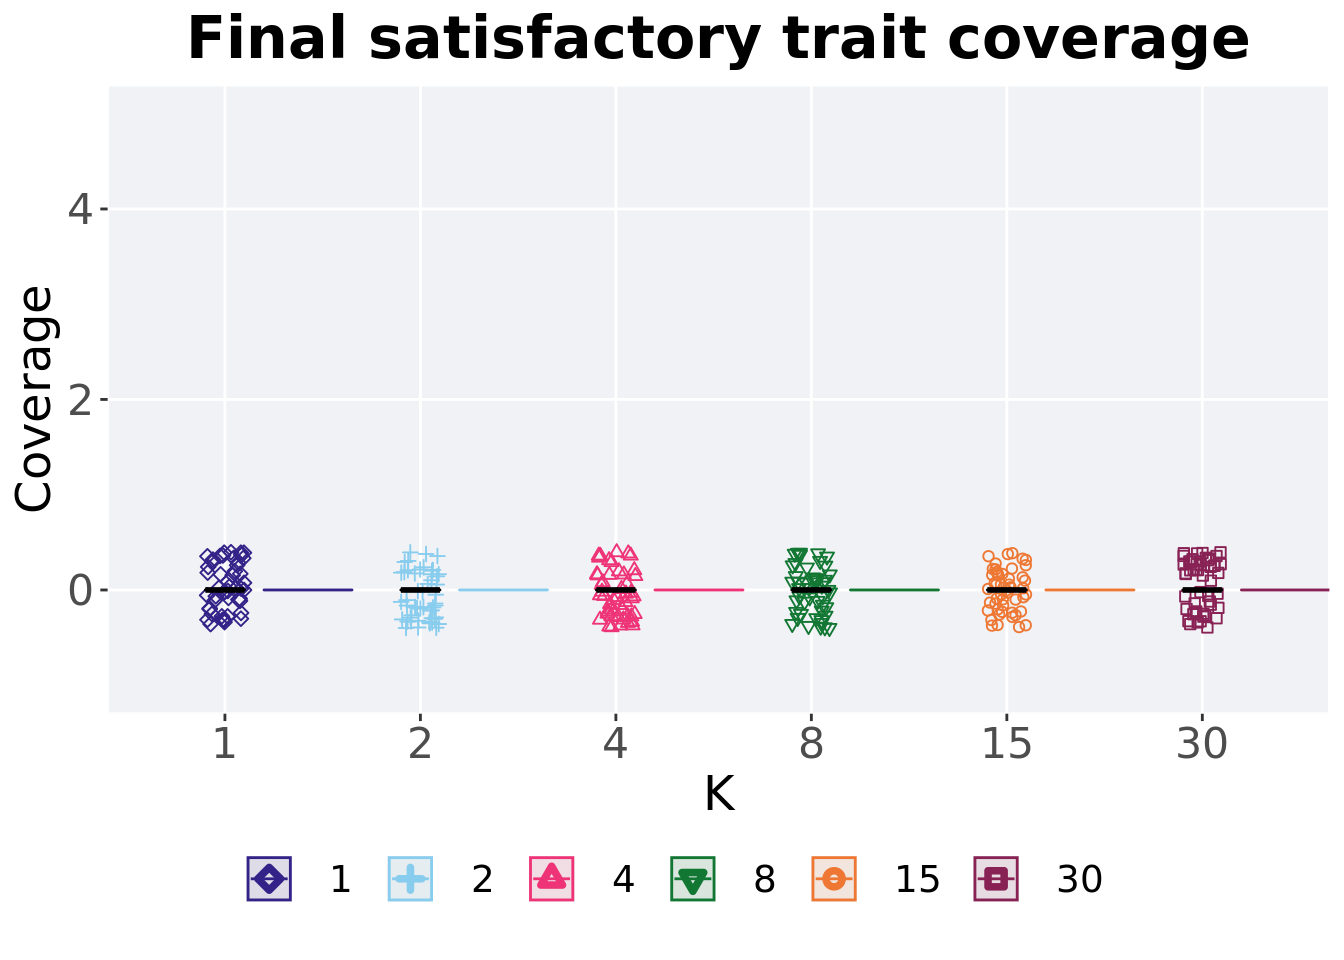 Final satisfactory trait coverage
4
2
0
Coverage
1 2 4 8 15 30
K
1 2 4 8 15 30